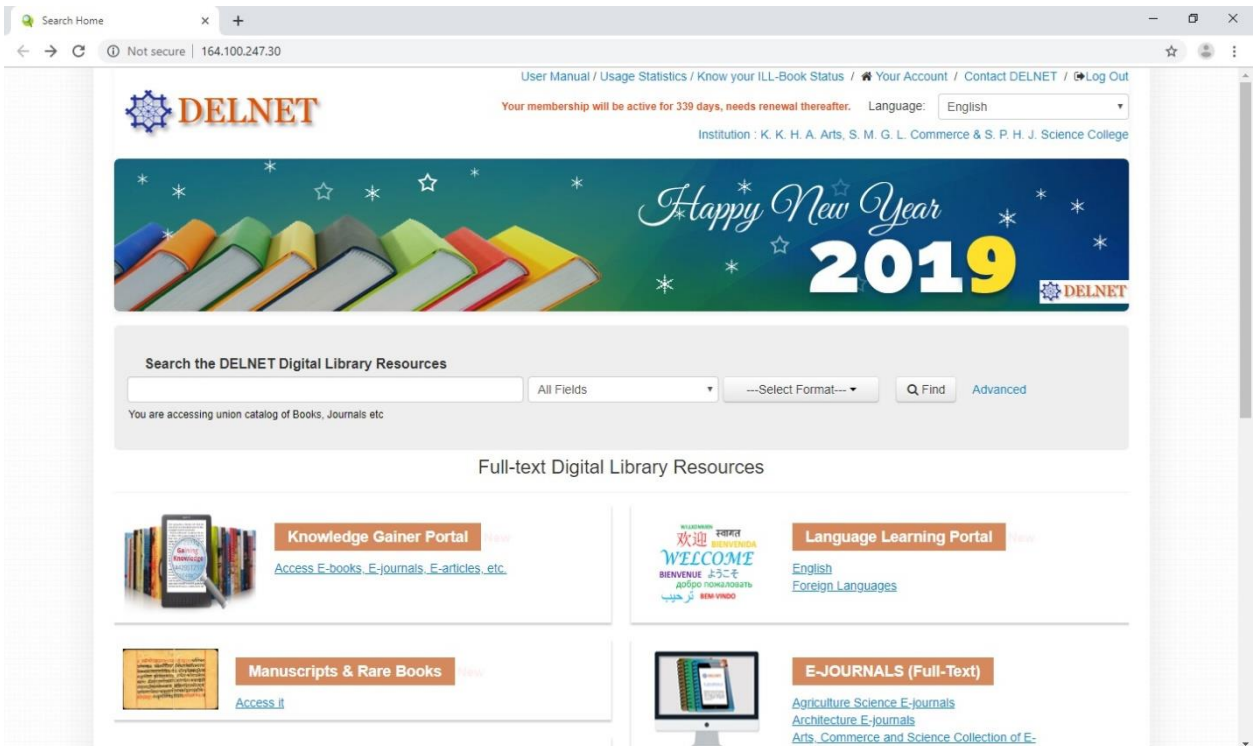 Search Home
Not secure | 164.100.247.30
User Manual / Usage Statistics / Know your ILL-Book Status / Your Account / Contact DELNET / Log Out
DELNET
Your membership will be active for 339 days, needs renewal thereafter. Language: English
Institution : K. K. H. A. Arts, S. M. G. L. Commerce & S. P. H. J. Science College
Happy New Year
2019
DELNET
Search the DELNET Digital Library Resources
All Fields ---Select Format--- Find Advanced
You are accessing union catalog of Books, Journals etc
Full-text Digital Library Resources
Gaining
Knowledge
Knowledge Gainer Portal New
Access E-books, E-journals, E-articles, etc.
WILLKOMMEN
欢迎 स्वागत
BIENVENIDA
WELCOME
BIENVENUE ようこそ
добро пожаловать
ترحيب BEM-VINDO
Language Learning Portal New
English
Foreign Languages
Manuscripts & Rare Books New
Access it
E-JOURNALS (Full-Text)
Agriculture Science E-journals
Architecture E-journals
Arts, Commerce and Science Collection of E-